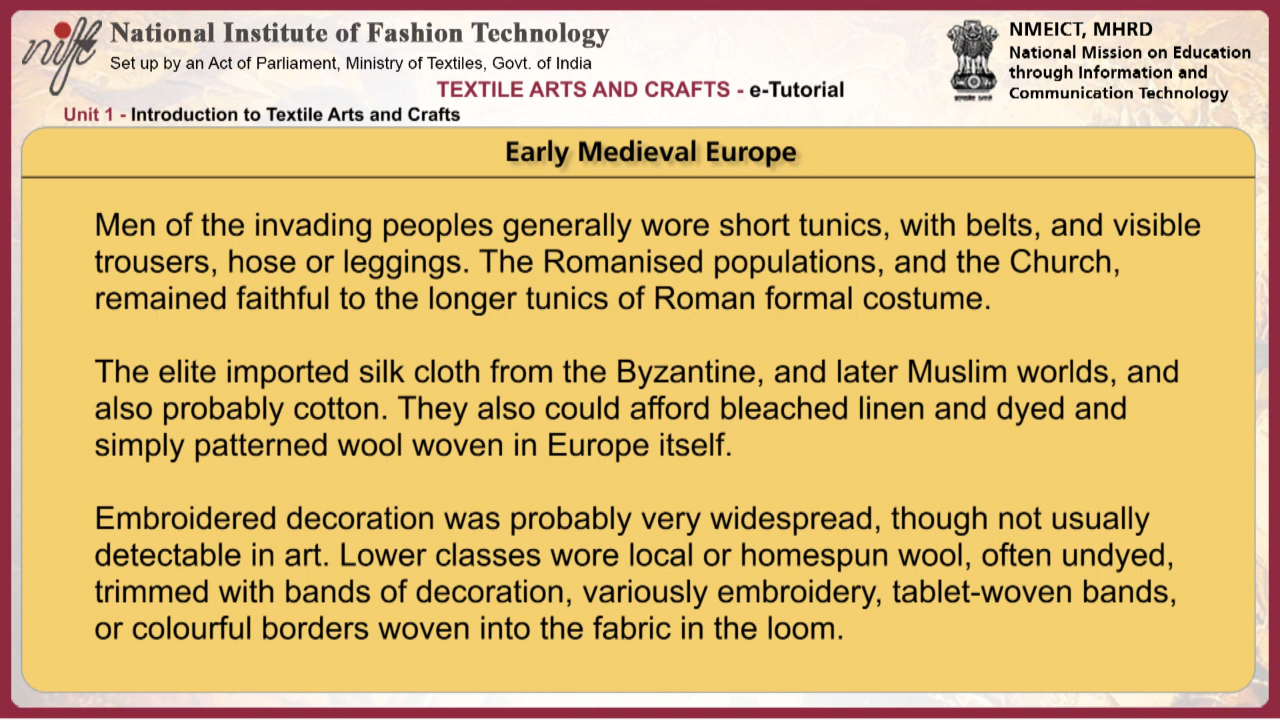 nift
National Institute of Fashion Technology
Set up by an Act of Parliament, Ministry of Textiles, Govt. of India
NMEICT, MHRD
National Mission on Education
through Information and
Communication Technology
TEXTILE ARTS AND CRAFTS - e-Tutorial
Unit 1 - Introduction to Textile Arts and Crafts
Early Medieval Europe
Men of the invading peoples generally wore short tunics, with belts, and visible
trousers, hose or leggings. The Romanised populations, and the Church,
remained faithful to the longer tunics of Roman formal costume.
The elite imported silk cloth from the Byzantine, and later Muslim worlds, and
also probably cotton. They also could afford bleached linen and dyed and
simply patterned wool woven in Europe itself.
Embroidered decoration was probably very widespread, though not usually
detectable in art. Lower classes wore local or homespun wool, often undyed,
trimmed with bands of decoration, variously embroidery, tablet-woven bands,
or colourful borders woven into the fabric in the loom.